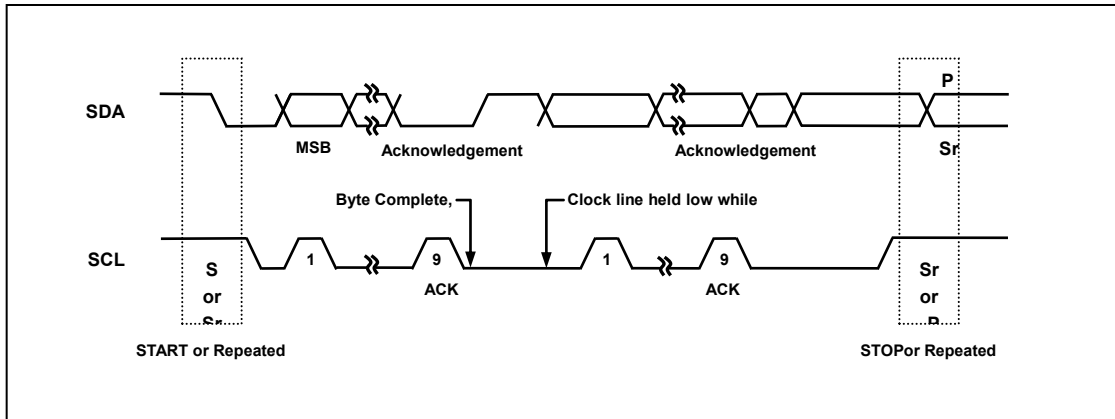 P
SDA
MSB
Acknowledgement
Acknowledgement
Sr
Byte Complete,
Clock line held low while
SCL
1
9
1
9
S
or
Sr
ACK
ACK
Sr
or
P
START or Repeated
STOPor Repeated